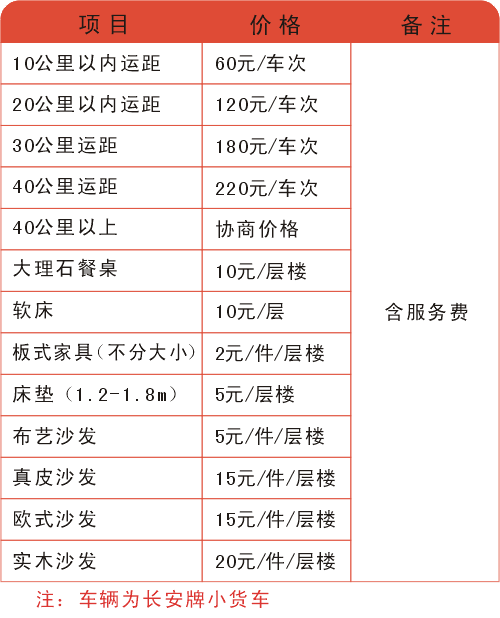 项目 价格 备注
10公里以内运距 60元/车次
20公里以内运距 120元/车次
30公里运距 180元/车次
40公里运距 220元/车次
40公里以上 协商价格
大理石餐桌 10元/层楼
软床 10元/层 含服务费
板式家具(不分大小) 2元/件/层楼
床垫（1.2-1.8m） 5元/层楼
布艺沙发 5元/件/层楼
真皮沙发 15元/件/层楼
欧式沙发 15元/件/层楼
实木沙发 20元/件/层楼
注：车辆为长安牌小货车